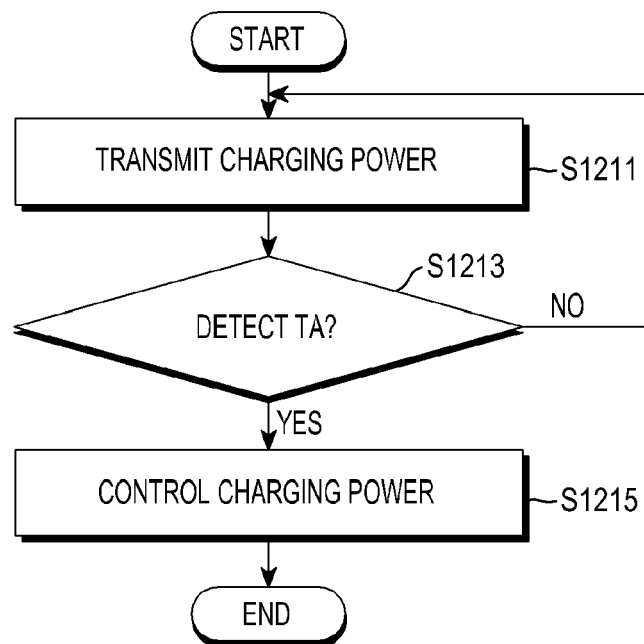 START
TRANSMIT CHARGING POWER
S1211
S1213
DETECT TA?
NO
YES
CONTROL CHARGING POWER
S1215
END